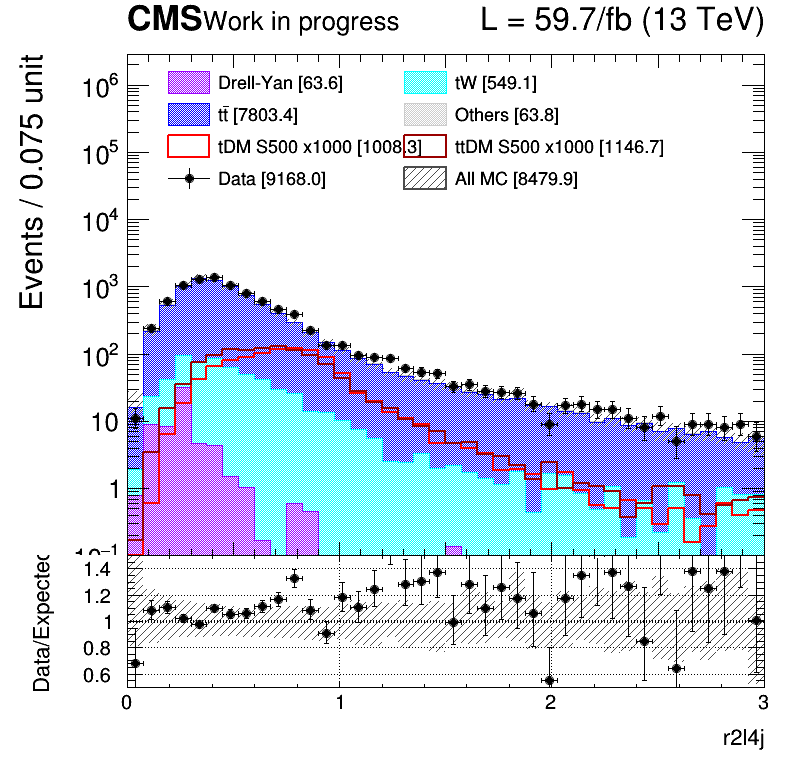 CMS Work in progress L = 59.7/fb (13 TeV)
Events / 0.075 unit
Drell-Yan [63.6] tW [549.1]
tt̄ [7803.4] Others [63.8]
tDM S500 x1000 [1008.3] ttDM S500 x1000 [1146.7]
Data [9168.0] All MC [8479.9]
10⁶
10⁵
10⁴
10³
10²
10
1
10⁻¹
Data/Expected
1.4
1.2
1
0.8
0.6
0 1 2 3
r2l4j